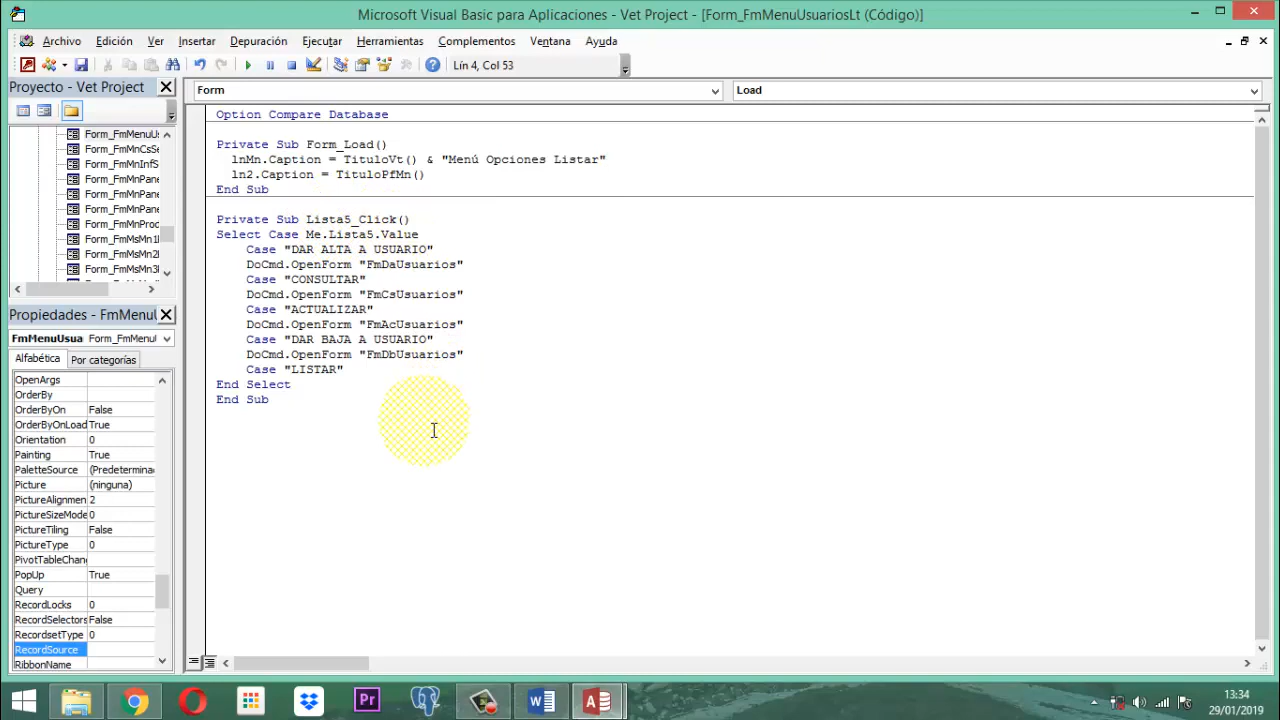 Microsoft Visual Basic para Aplicaciones - Vet Project - [Form_FmMenuUsuariosLt (Código)]
Archivo Edición Ver Insertar Depuración Ejecutar Herramientas Complementos Ventana Ayuda
Lín 4, Col 53
Proyecto - Vet Project
Form_FmMenuUs
Form_FmMnCsSe
Form_FmMnInfS
Form_FmMnPane
Form_FmMnPane
Form_FmMnPane
Form_FmMnProc
Form_FmMsMn1
Form_FmMsMn2
Form_FmMsMn3
Propiedades - FmMenuU
FmMenuUsua Form_FmMenuU
Alfabética Por categorías
OpenArgs
OrderBy
OrderByOn False
OrderByOnLoad True
Orientation 0
Painting True
PaletteSource (Predetermina
Picture (ninguna)
PictureAlignmen 2
PictureSizeMode 0
PictureTiling False
PictureType 0
PivotTableChan
PopUp True
Query
RecordLocks 0
RecordSelectors False
RecordsetType 0
RecordSource
RibbonName
Form Load
Option Compare Database
Private Sub Form_Load()
lnMn.Caption = TituloVt() & "Menú Opciones Listar"
ln2.Caption = TituloPfMn()
End Sub
Private Sub Lista5_Click()
Select Case Me.Lista5.Value
Case "DAR ALTA A USUARIO"
DoCmd.OpenForm "FmDaUsuarios"
Case "CONSULTAR"
DoCmd.OpenForm "FmCsUsuarios"
Case "ACTUALIZAR"
DoCmd.OpenForm "FmAcUsuarios"
Case "DAR BAJA A USUARIO"
DoCmd.OpenForm "FmDbUsuarios"
Case "LISTAR"
End Select
End Sub
Pr
13:34
29/01/2019